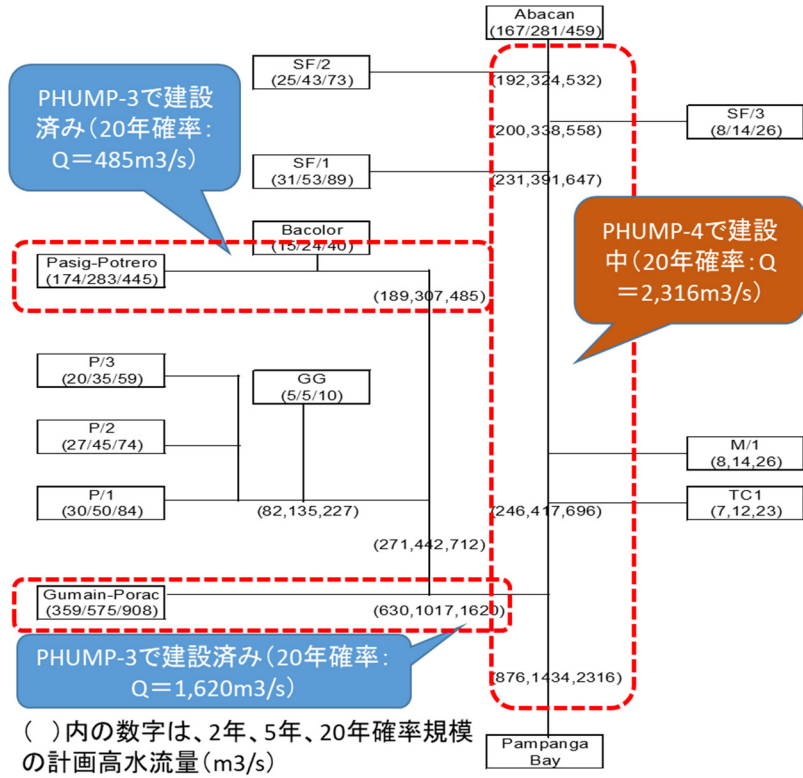 Abacan
(167/281/459)
SF/2
(25/43/73)
(192,324,532)
PHUMP-3で建設
済み(20年確率:
Q=485m3/s)
(200,338,558)
SF/3
(8/14/26)
SF/1
(31/53/89)
(231,391,647)
PHUMP-4で建設
中(20年確率:Q
=2,316m3/s)
Bacolor
(15/24/40)
Pasig-Potrero
(174/283/445)
(189,307,485)
P/3
(20/35/59)
GG
(5/5/10)
P/2
(27/45/74)
M/1
(8,14,26)
P/1
(30/50/84)
(82,135,227)
(246,417,696)
TC1
(7,12,23)
(271,442,712)
Gumain-Porac
(359/575/908)
(630,1017,1620)
PHUMP-3で建設済み(20年確率:
Q=1,620m3/s)
(876,1434,2316)
( )内の数字は、2年、5年、20年確率規模
の計画高水流量(m3/s)
Pampanga
Bay